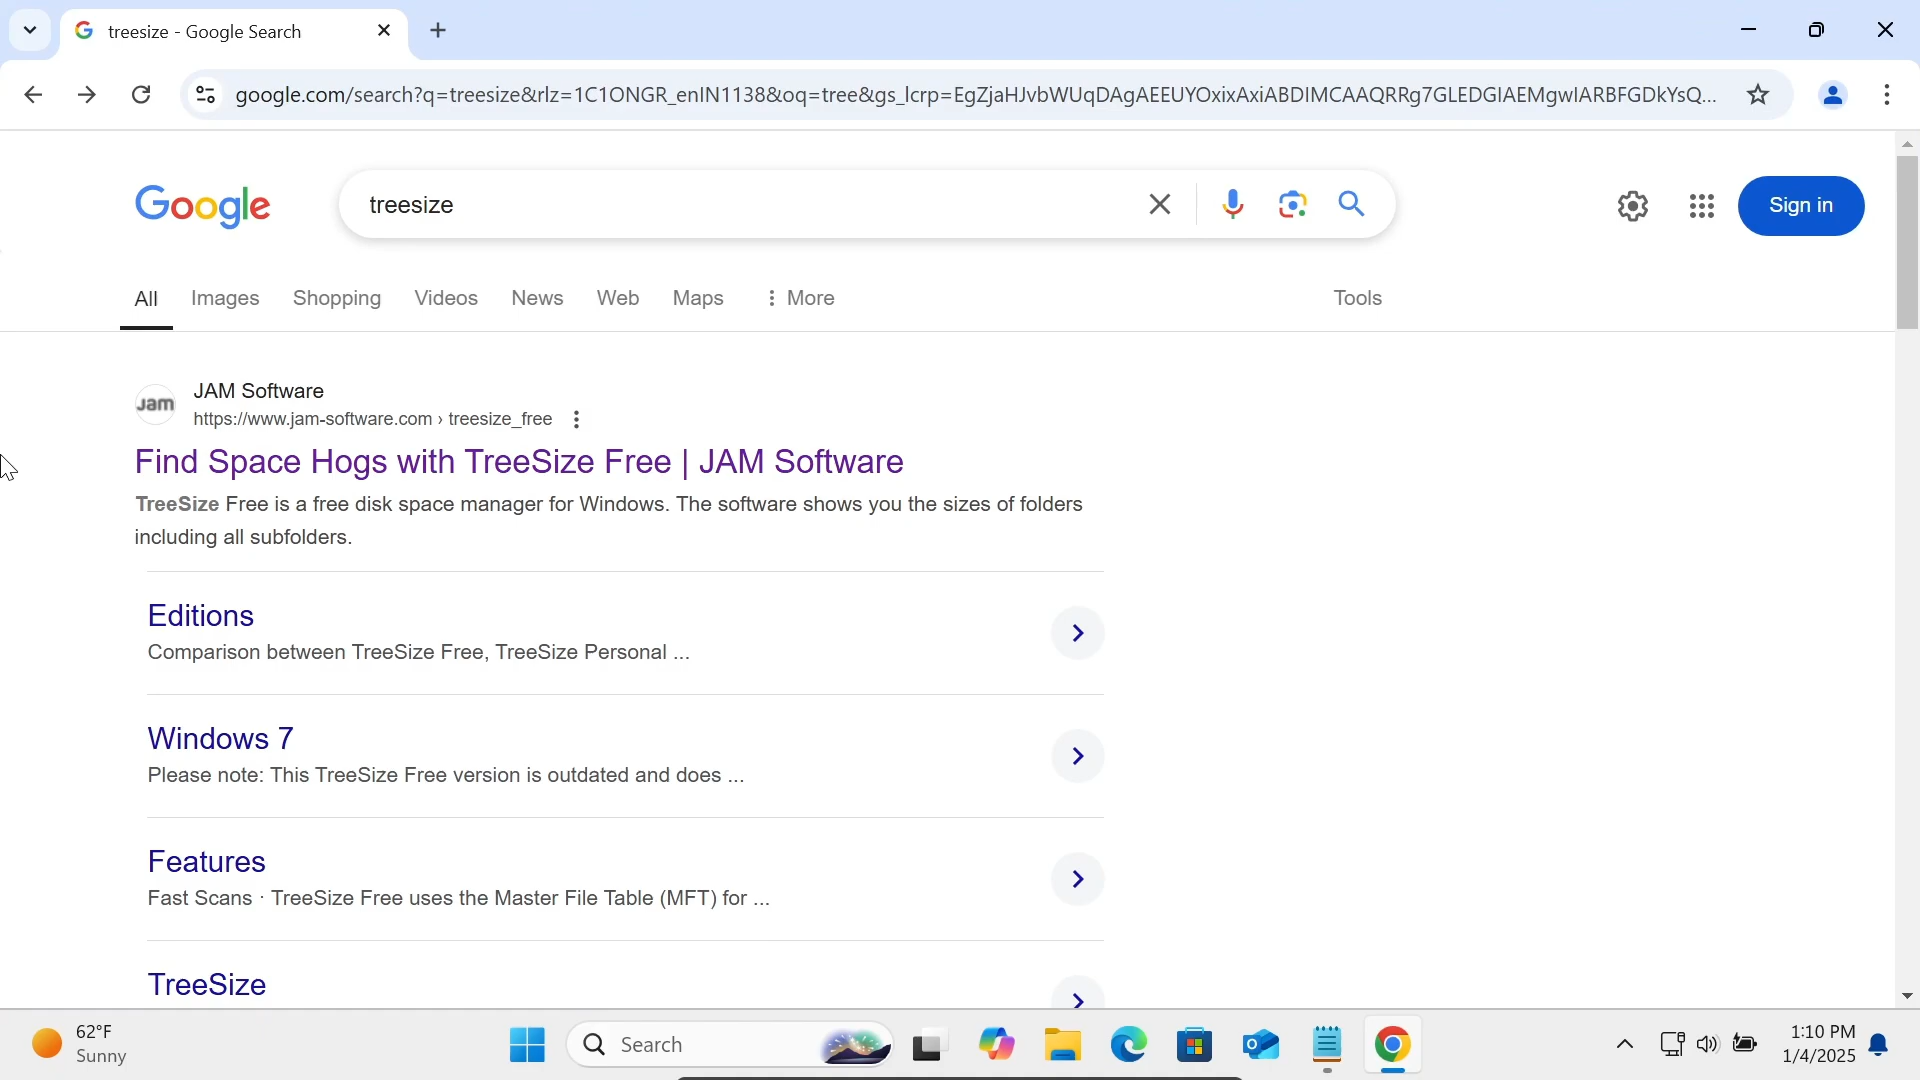 treesize - Google Search
google.com/search?q=treesize&rlz=1C1ONGR_enIN1138&oq=tree&gs_lcrp=EgZjaHJvbWUqDAgAEEUYOxixAxiABDIMCAAQRRg7GLEDGIAEMgwIARBFGDkYsQ...
Google
treesize
Sign in
All Images Shopping Videos News Web Maps More Tools
Jam
JAM Software
https://www.jam-software.com › treesize_free
Find Space Hogs with TreeSize Free | JAM Software
TreeSize Free is a free disk space manager for Windows. The software shows you the sizes of folders
including all subfolders.
Editions
Comparison between TreeSize Free, TreeSize Personal ...
Windows 7
Please note: This TreeSize Free version is outdated and does ...
Features
Fast Scans · TreeSize Free uses the Master File Table (MFT) for ...
TreeSize
62°F
Sunny
Search
1:10 PM
1/4/2025